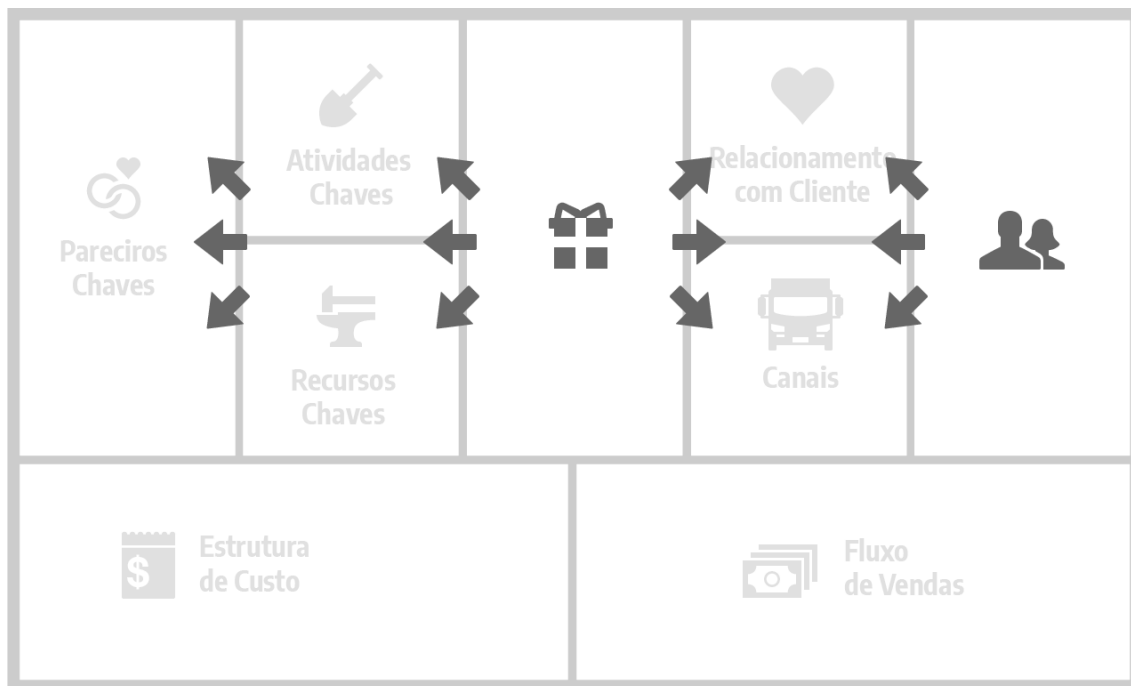 Pareciros
Chaves
Atividades
Chaves
Recursos
Chaves
Relacionamento
com Cliente
Canais
Estrutura
de Custo
$
Fluxo
de Vendas